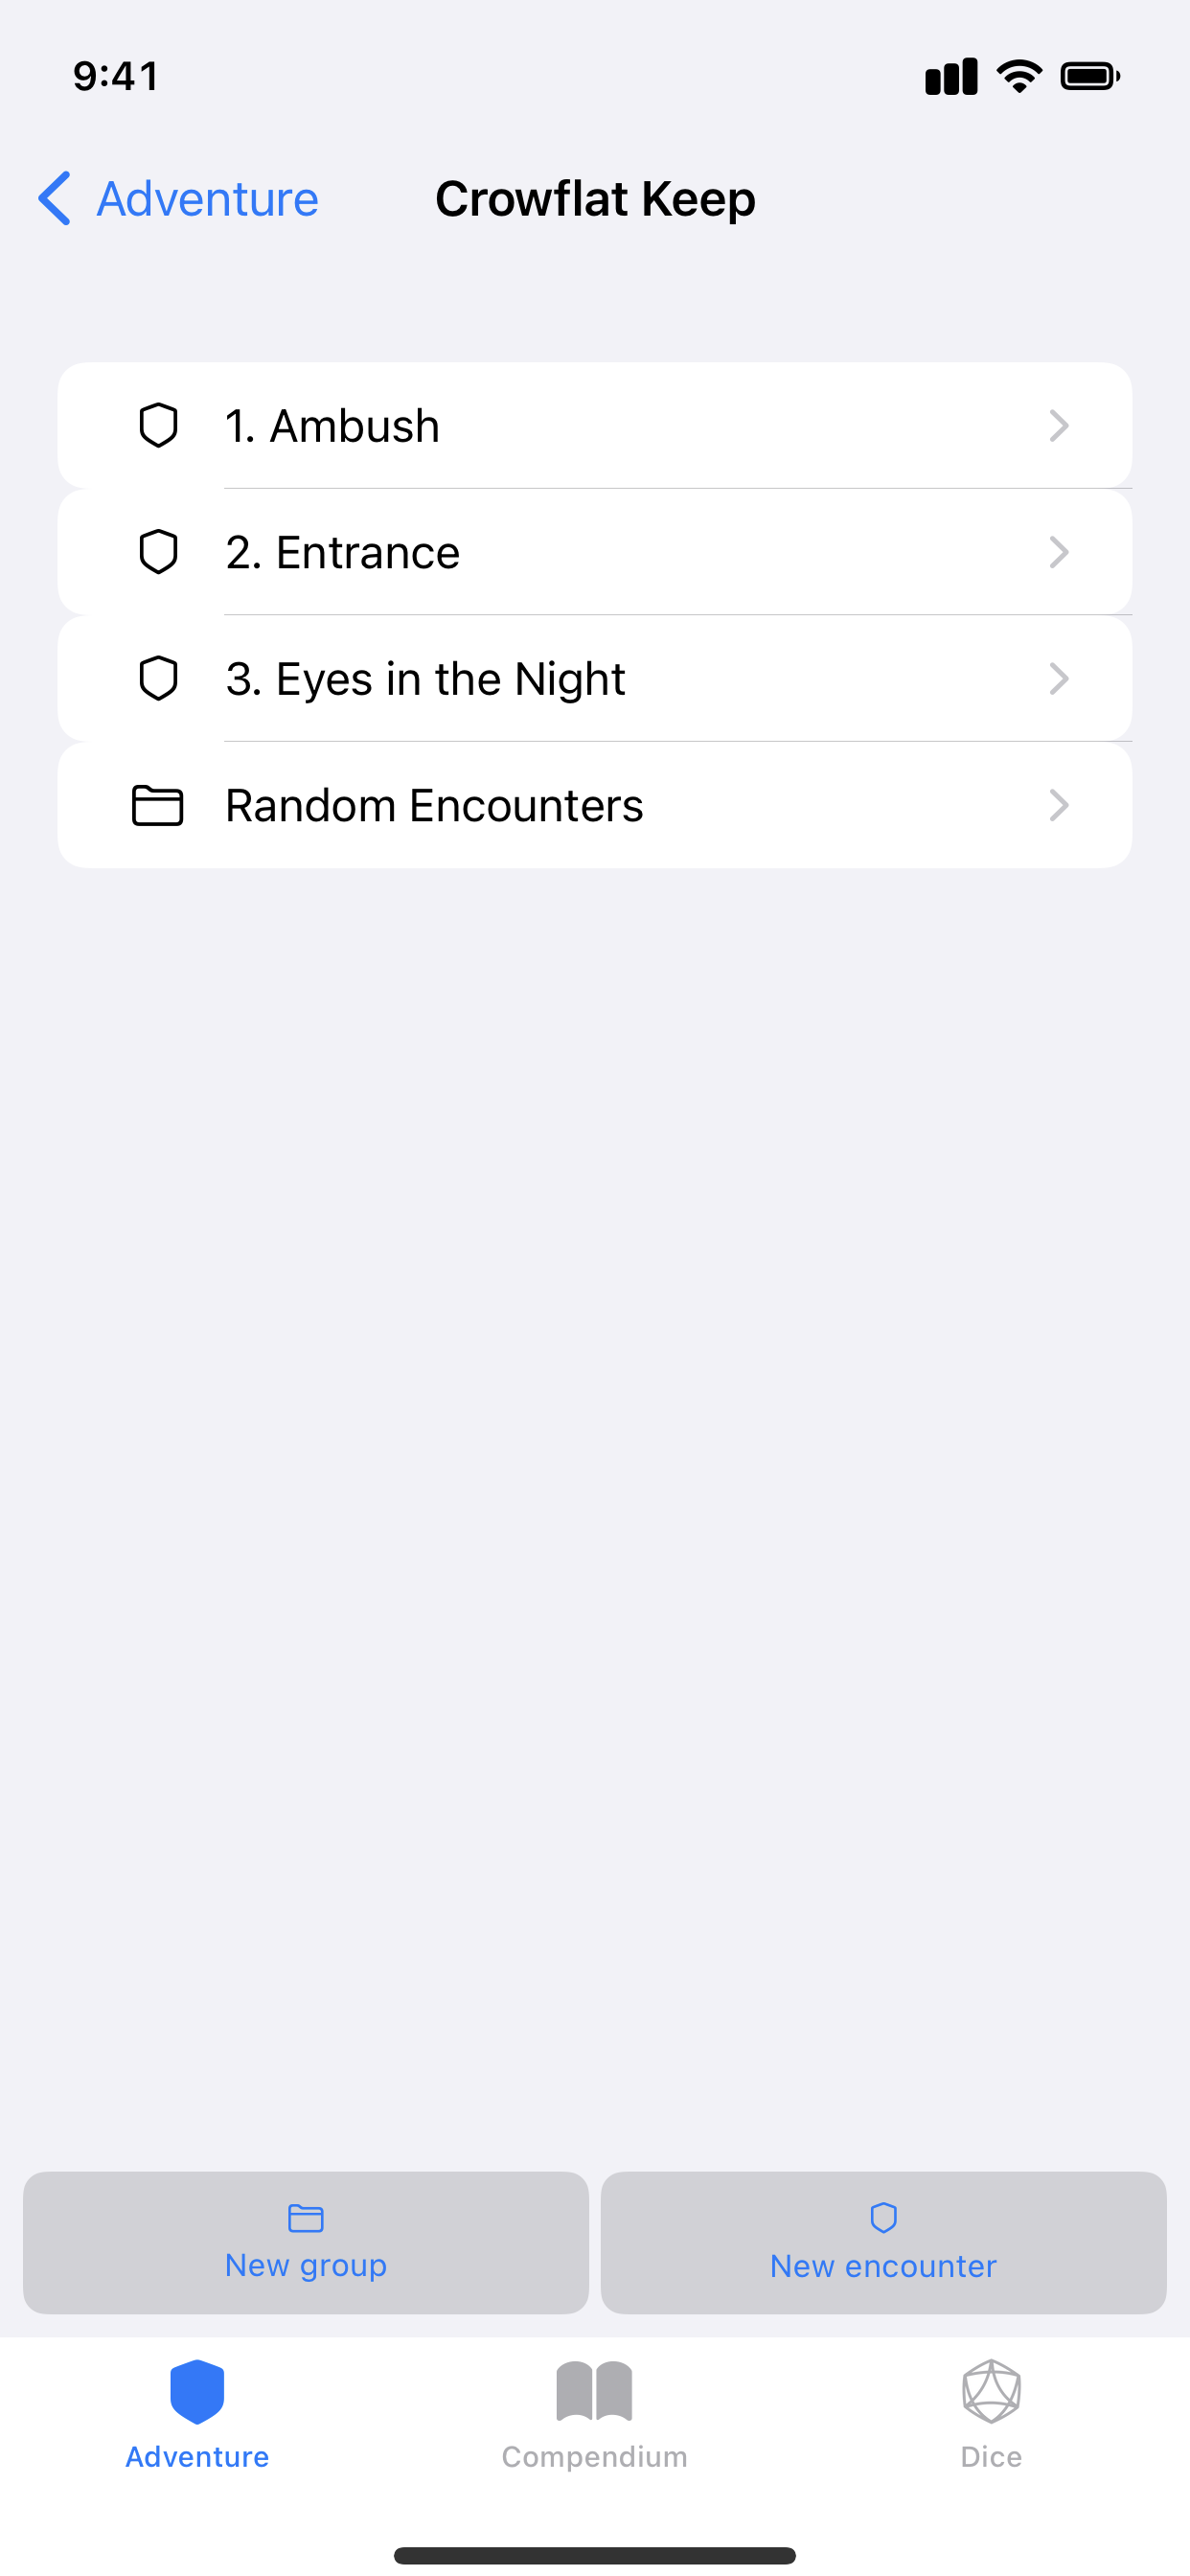 9:41
Adventure
Crowflat Keep
1. Ambush
2. Entrance
3. Eyes in the Night
Random Encounters
New group
New encounter
Adventure
Compendium
Dice